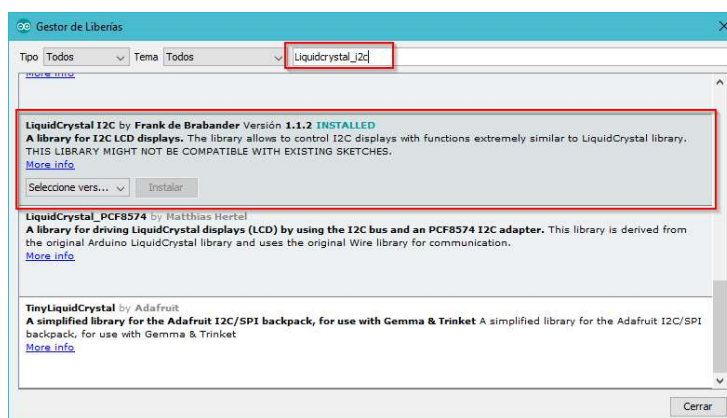 Gestor de Liberías
Tipo Todos Tema Todos Liquidcrystal_i2c
More info
LiquidCrystal I2C by Frank de Brabander Versión 1.1.2 INSTALLED
A library for I2C LCD displays. The library allows to control I2C displays with functions extremely similar to LiquidCrystal library.
THIS LIBRARY MIGHT NOT BE COMPATIBLE WITH EXISTING SKETCHES.
More info
Seleccione vers... Instalar
LiquidCrystal_PCF8574 by Matthias Hertel
A library for driving LiquidCrystal displays (LCD) by using the I2C bus and an PCF8574 I2C adapter. This library is derived from
the original Arduino LiquidCrystal library and uses the original Wire library for communication.
More info
TinyLiquidCrystal by Adafruit
A simplified library for the Adafruit I2C/SPI backpack, for use with Gemma & Trinket A simplified library for the Adafruit I2C/SPI
backpack, for use with Gemma & Trinket
More info
Cerrar